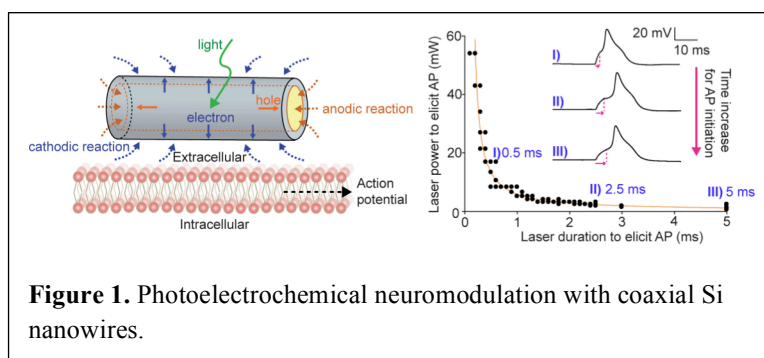 light
hole
anodic reaction
electron
cathodic reaction
Extracellular
Action
potential
Intracellular
Laser power to elicit AP (mW)
60
40
20
0
0
1
2
3
4
5
Laser duration to elicit AP (ms)
I) 0.5 ms
II) 2.5 ms
III) 5 ms
I)
II)
III)
20 mV
10 ms
Time increase
for AP initiation
Figure 1. Photoelectrochemical neuromodulation with coaxial Si
nanowires.